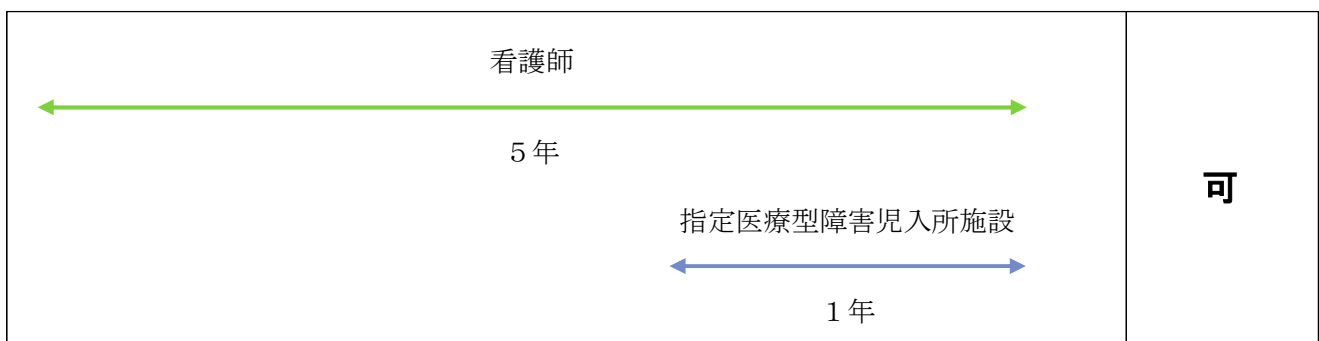 看護師
５年
可
指定医療型障害児入所施設
１年